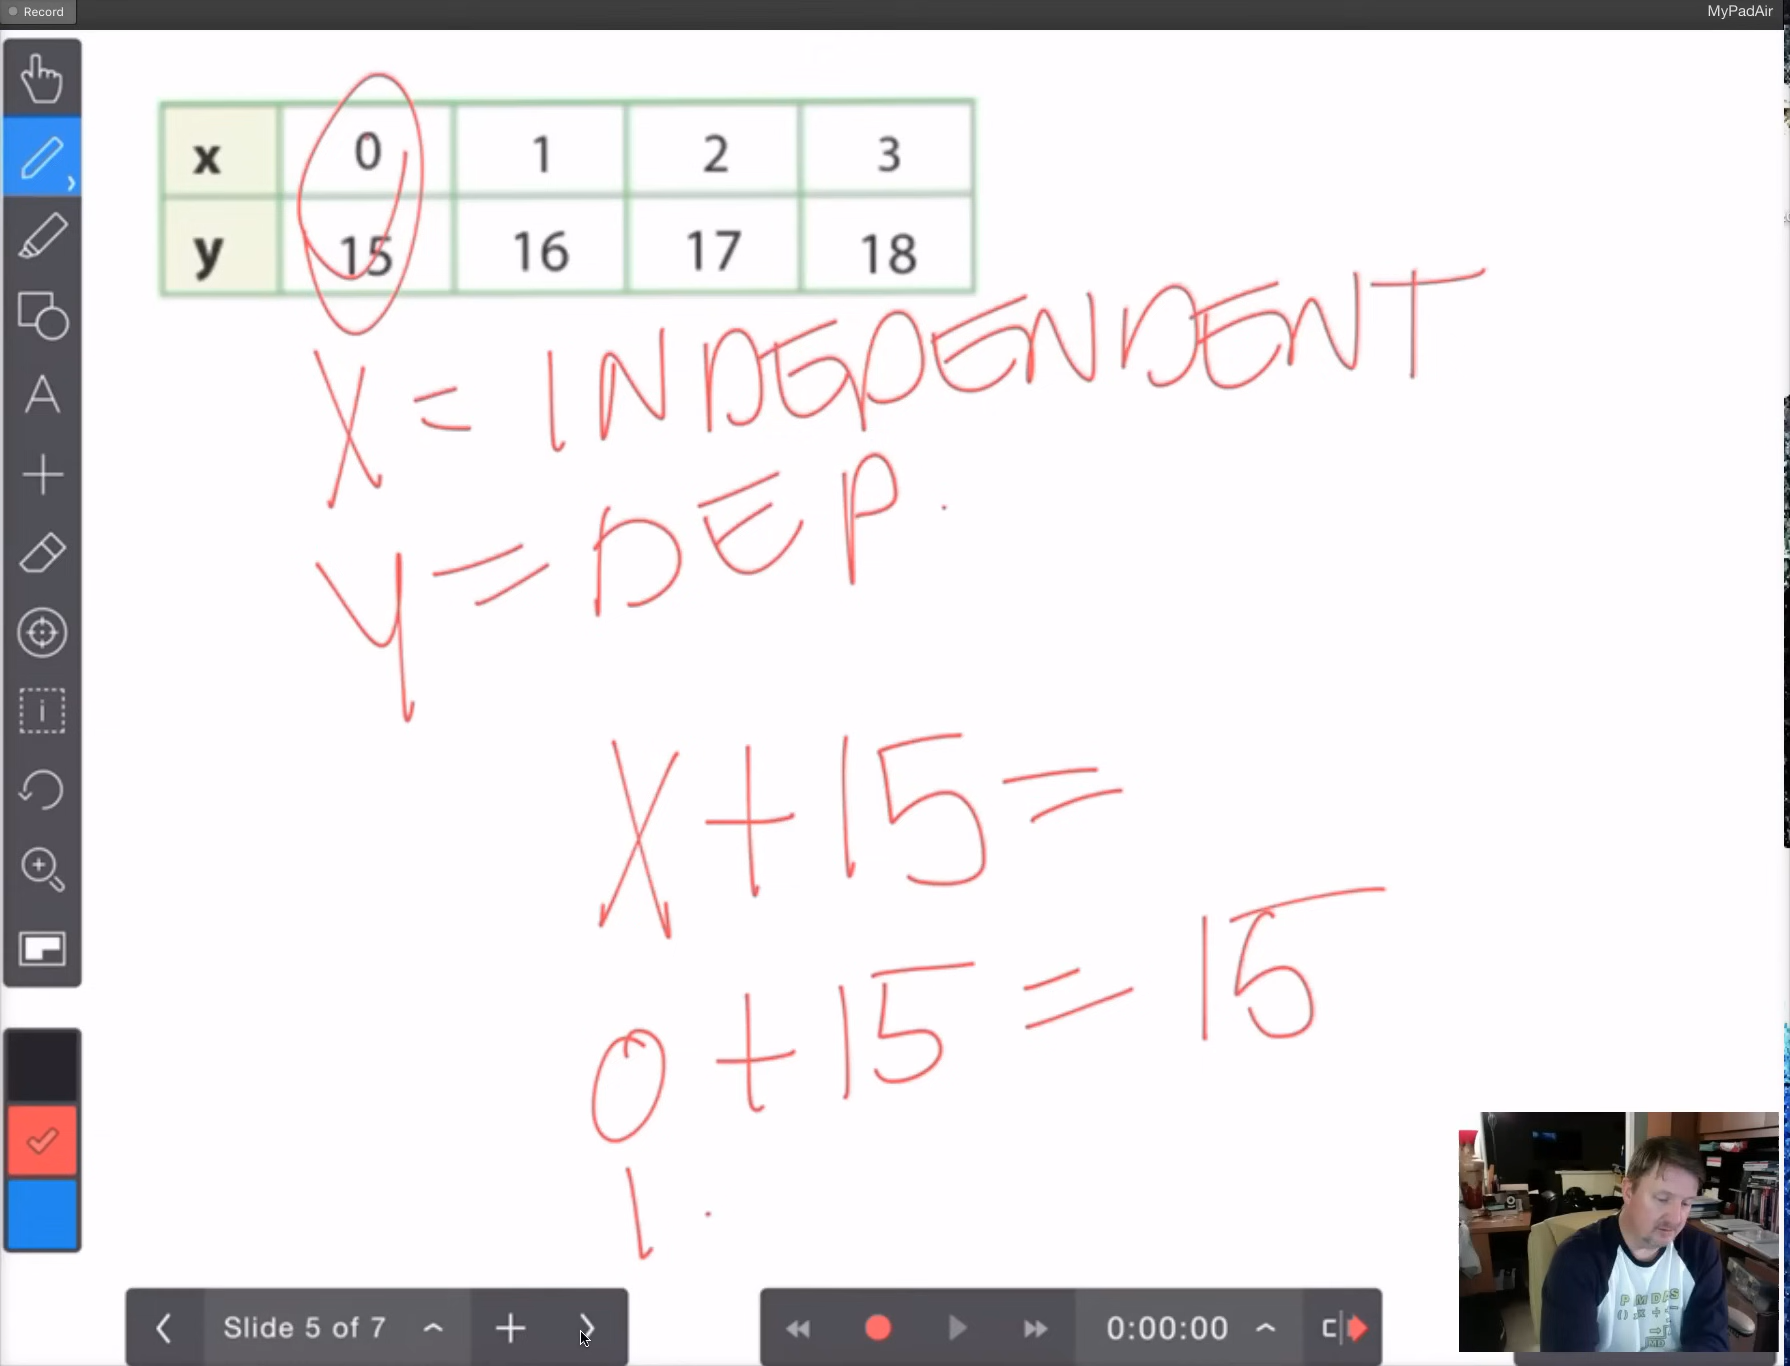 Record
MyPadAir
x 0 1 2 3
y 15 16 17 18
X = INDEPENDENT
Y = DEP.
X + 15 =
0 + 15 = 15
1
Slide 5 of 7
0:00:00
P M D A S